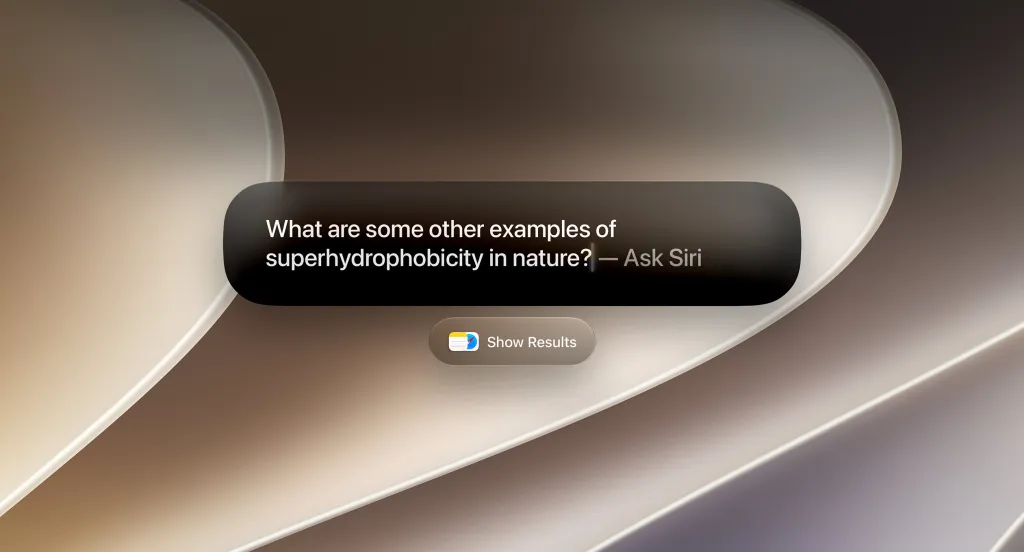 What are some other examples of
superhydrophobicity in nature? — Ask Siri
Show Results